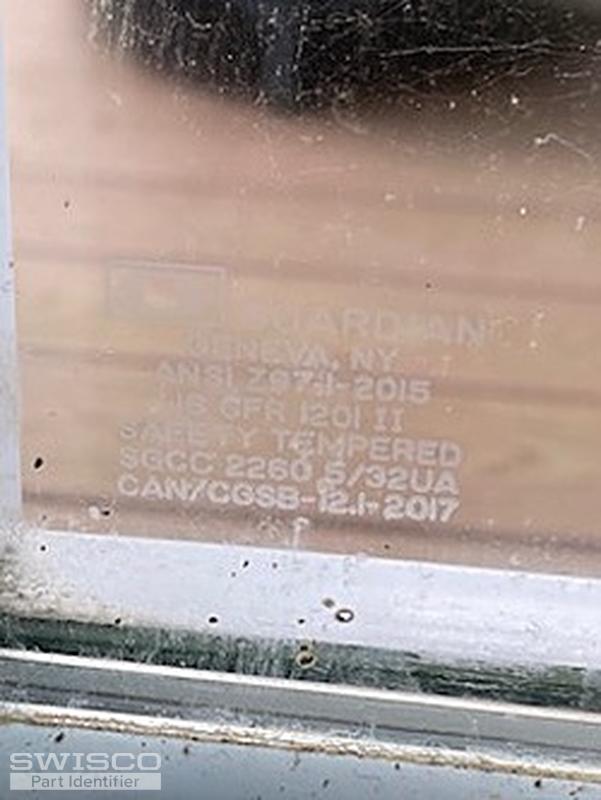 GUARDIAN
GENEVA, NY
ANSI Z97.1-2015
16 CFR 1201 II
SAFETY TEMPERED
SGCC 2260 5/32UA
CAN/CGSB-12.1-2017
SWISCO
Part Identifier